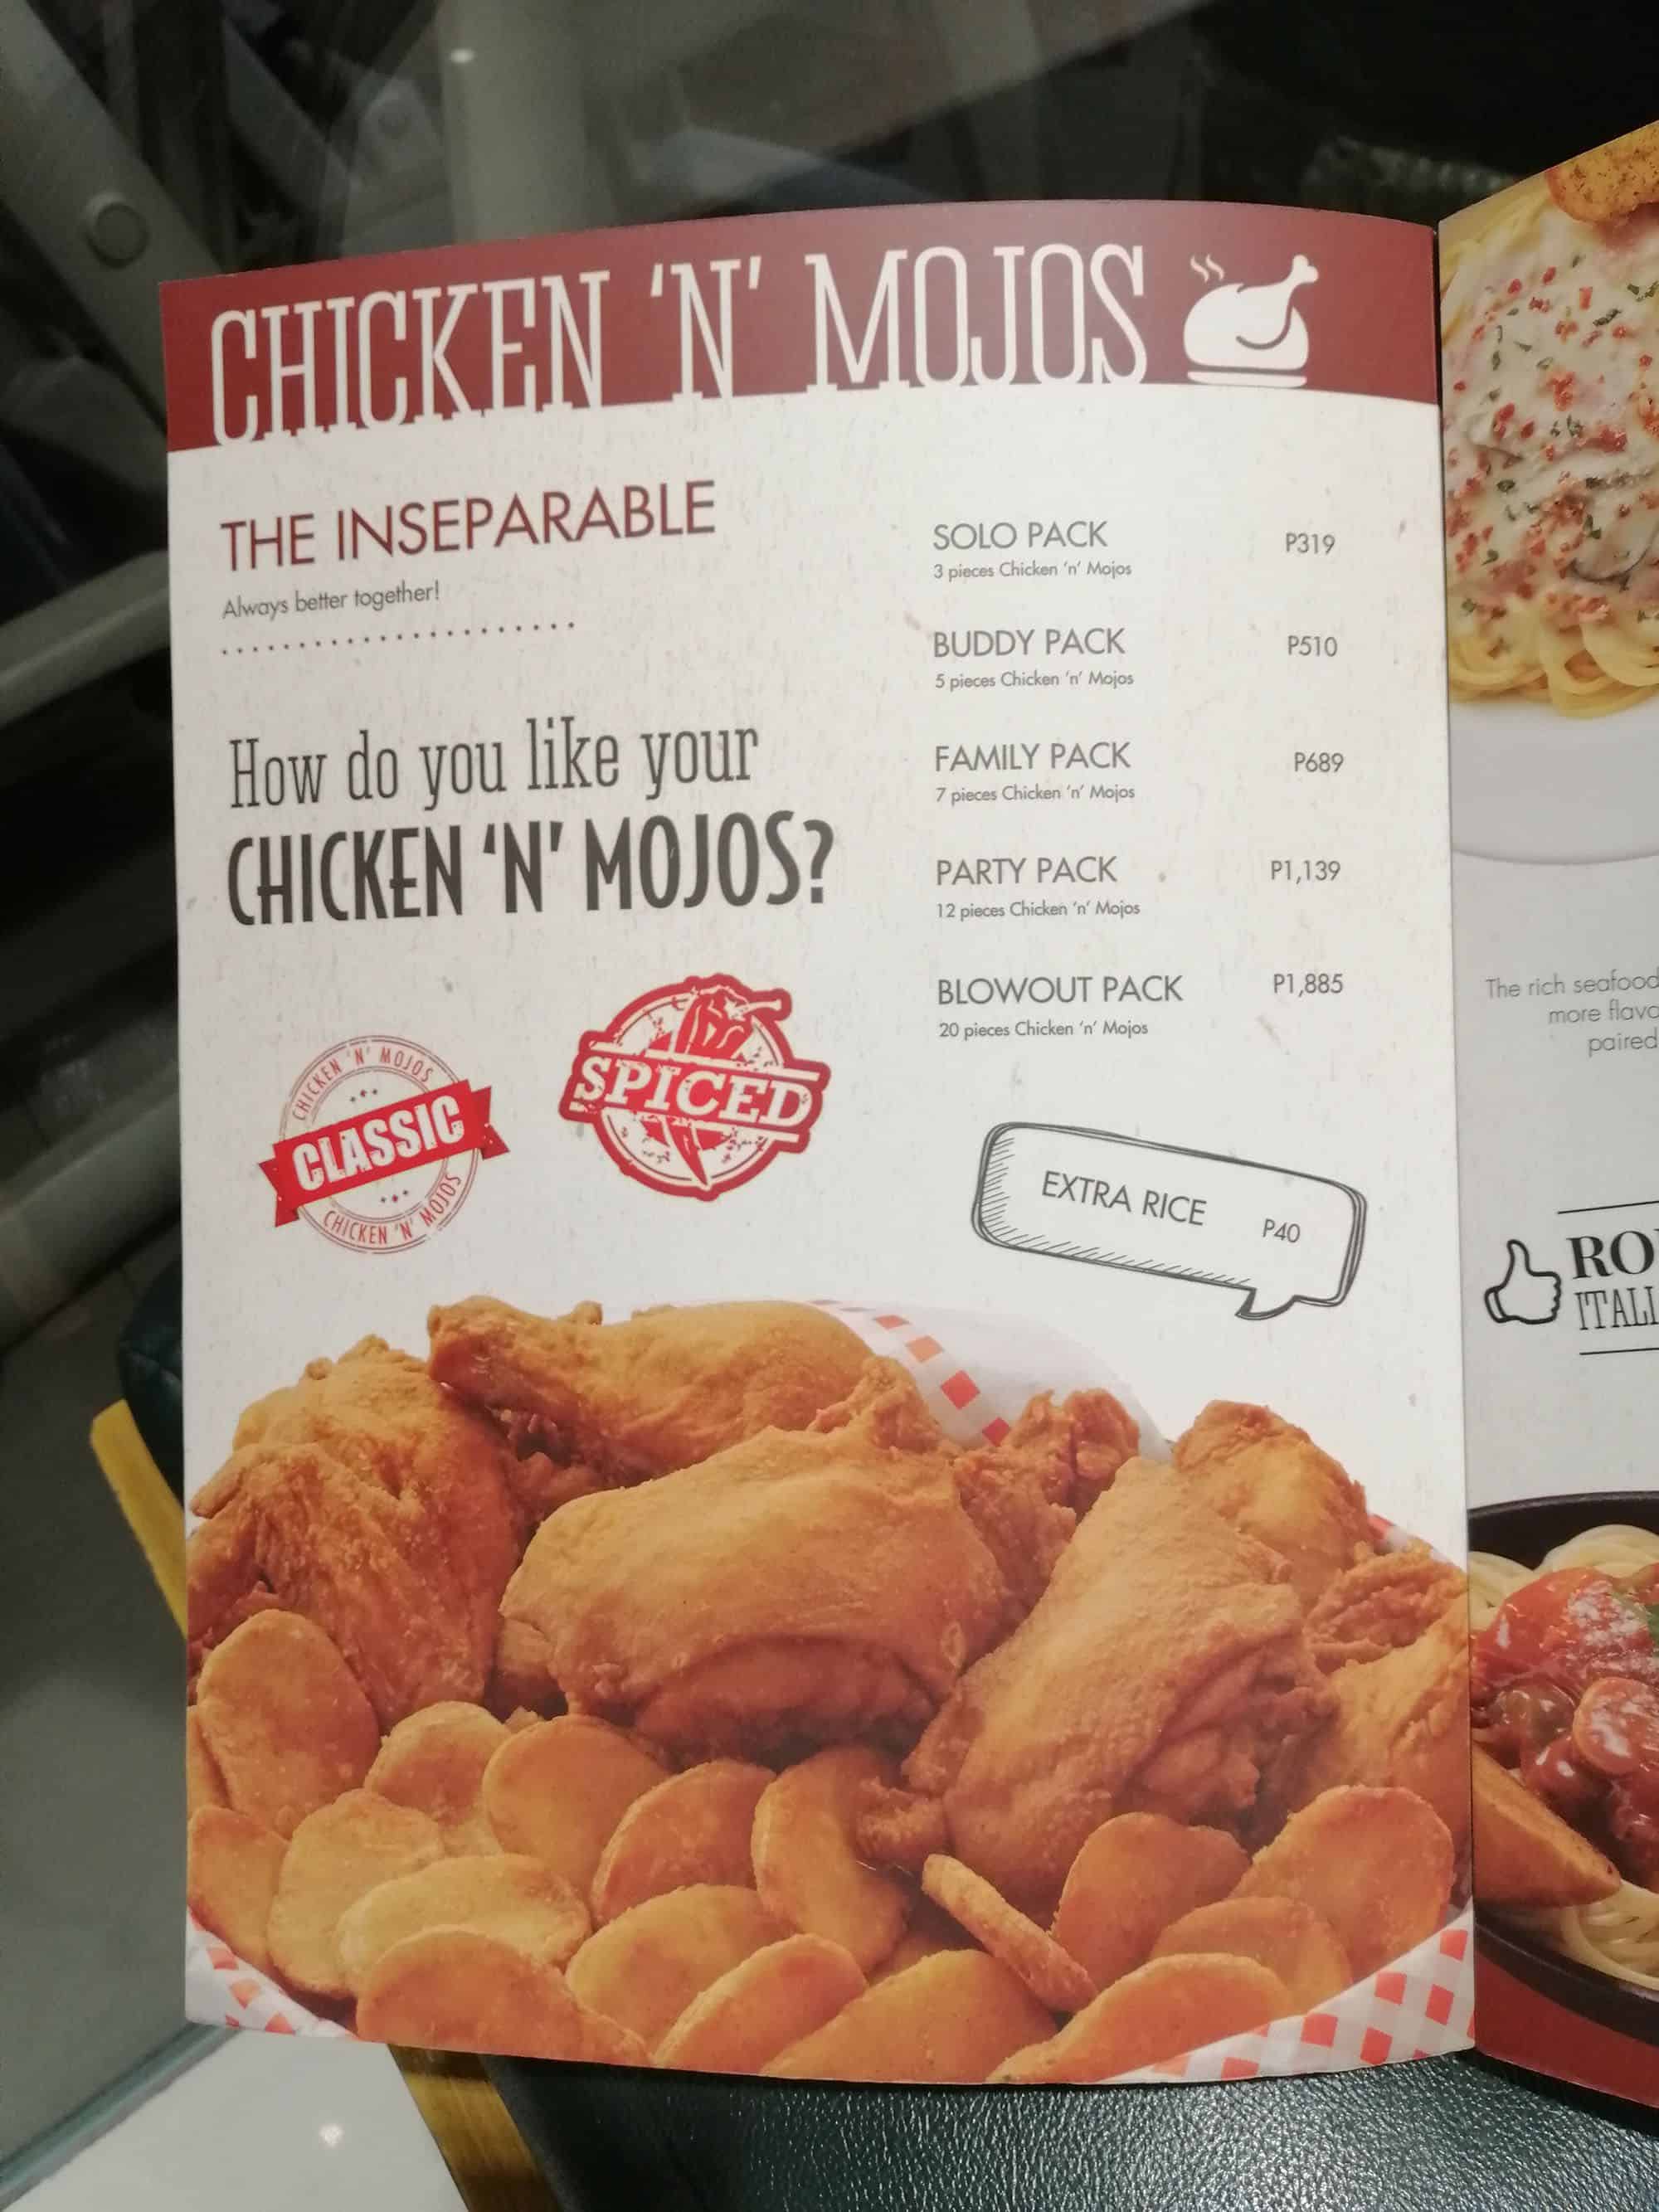 CHICKEN 'N' MOJOS
THE INSEPARABLE
Always better together!
How do you like your
CHICKEN 'N' MOJOS?
CHICKEN 'N' MOJOS
CLASSIC
CHICKEN 'N' MOJOS
SPICED
SOLO PACK P319
3 pieces Chicken 'n' Mojos
BUDDY PACK P510
5 pieces Chicken 'n' Mojos
FAMILY PACK P689
7 pieces Chicken 'n' Mojos
PARTY PACK P1,139
12 pieces Chicken 'n' Mojos
BLOWOUT PACK P1,885
20 pieces Chicken 'n' Mojos
EXTRA RICE P40
The rich seafood
more
paired